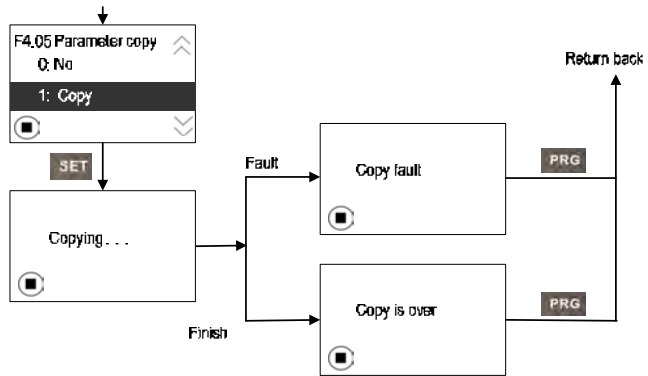 F4.05 Parameter copy
0: No
1: Copy
SET
Copying...
Fault
Finish
Copy fault
Copy is over
PRG
PRG
Return back